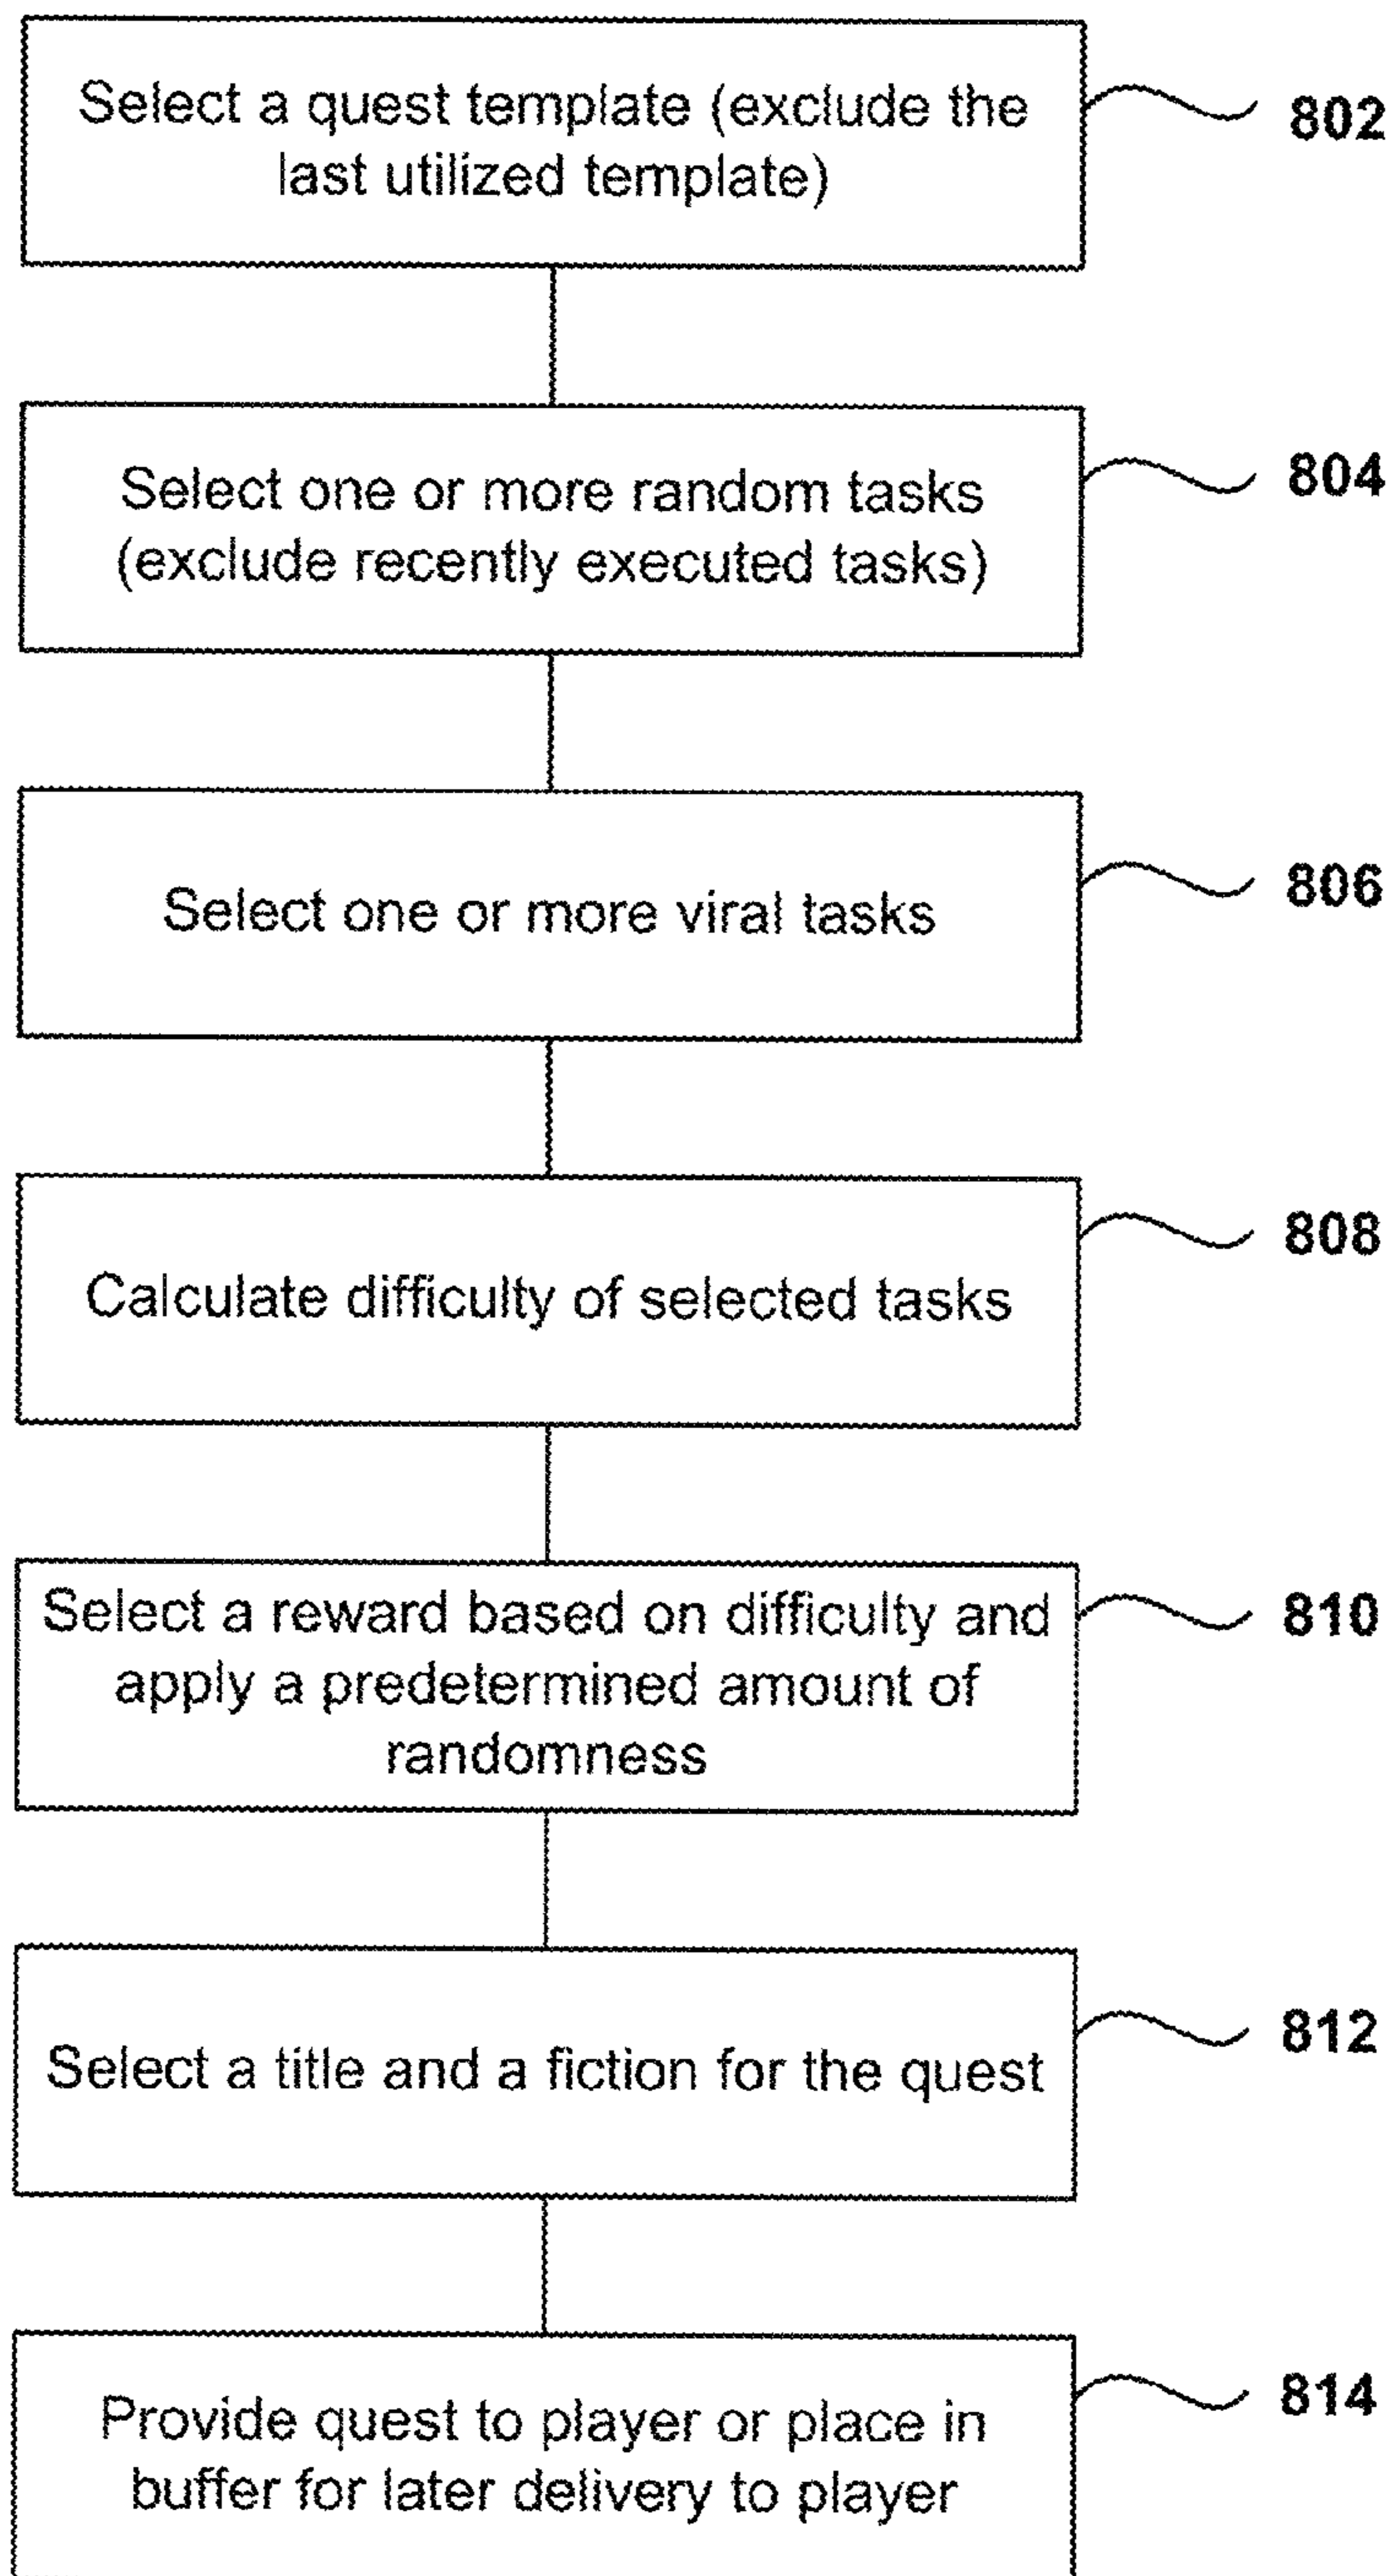 Select a quest template (exclude the
last utilized template)
802
Select one or more random tasks
(exclude recently executed tasks)
804
Select one or more viral tasks
806
Calculate difficulty of selected tasks
808
Select a reward based on difficulty and
apply a predetermined amount of
randomness
810
Select a title and a fiction for the quest
812
Provide quest to player or place in
buffer for later delivery to player
814